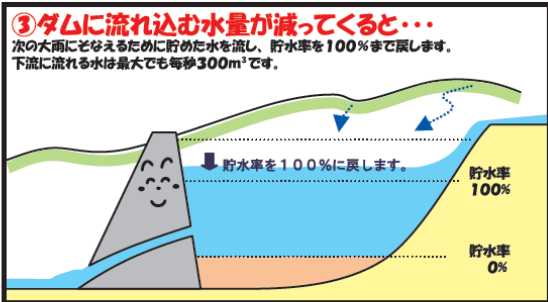 ③ダムに流れ込む水量が減ってくると・・・
次の大雨にそなえるために貯めた水を流し、貯水率を100%まで戻します。
下流に流れる水は最大でも毎秒300m³です。
貯水率を100%に戻します。
貯水率
100%
貯水率
0%